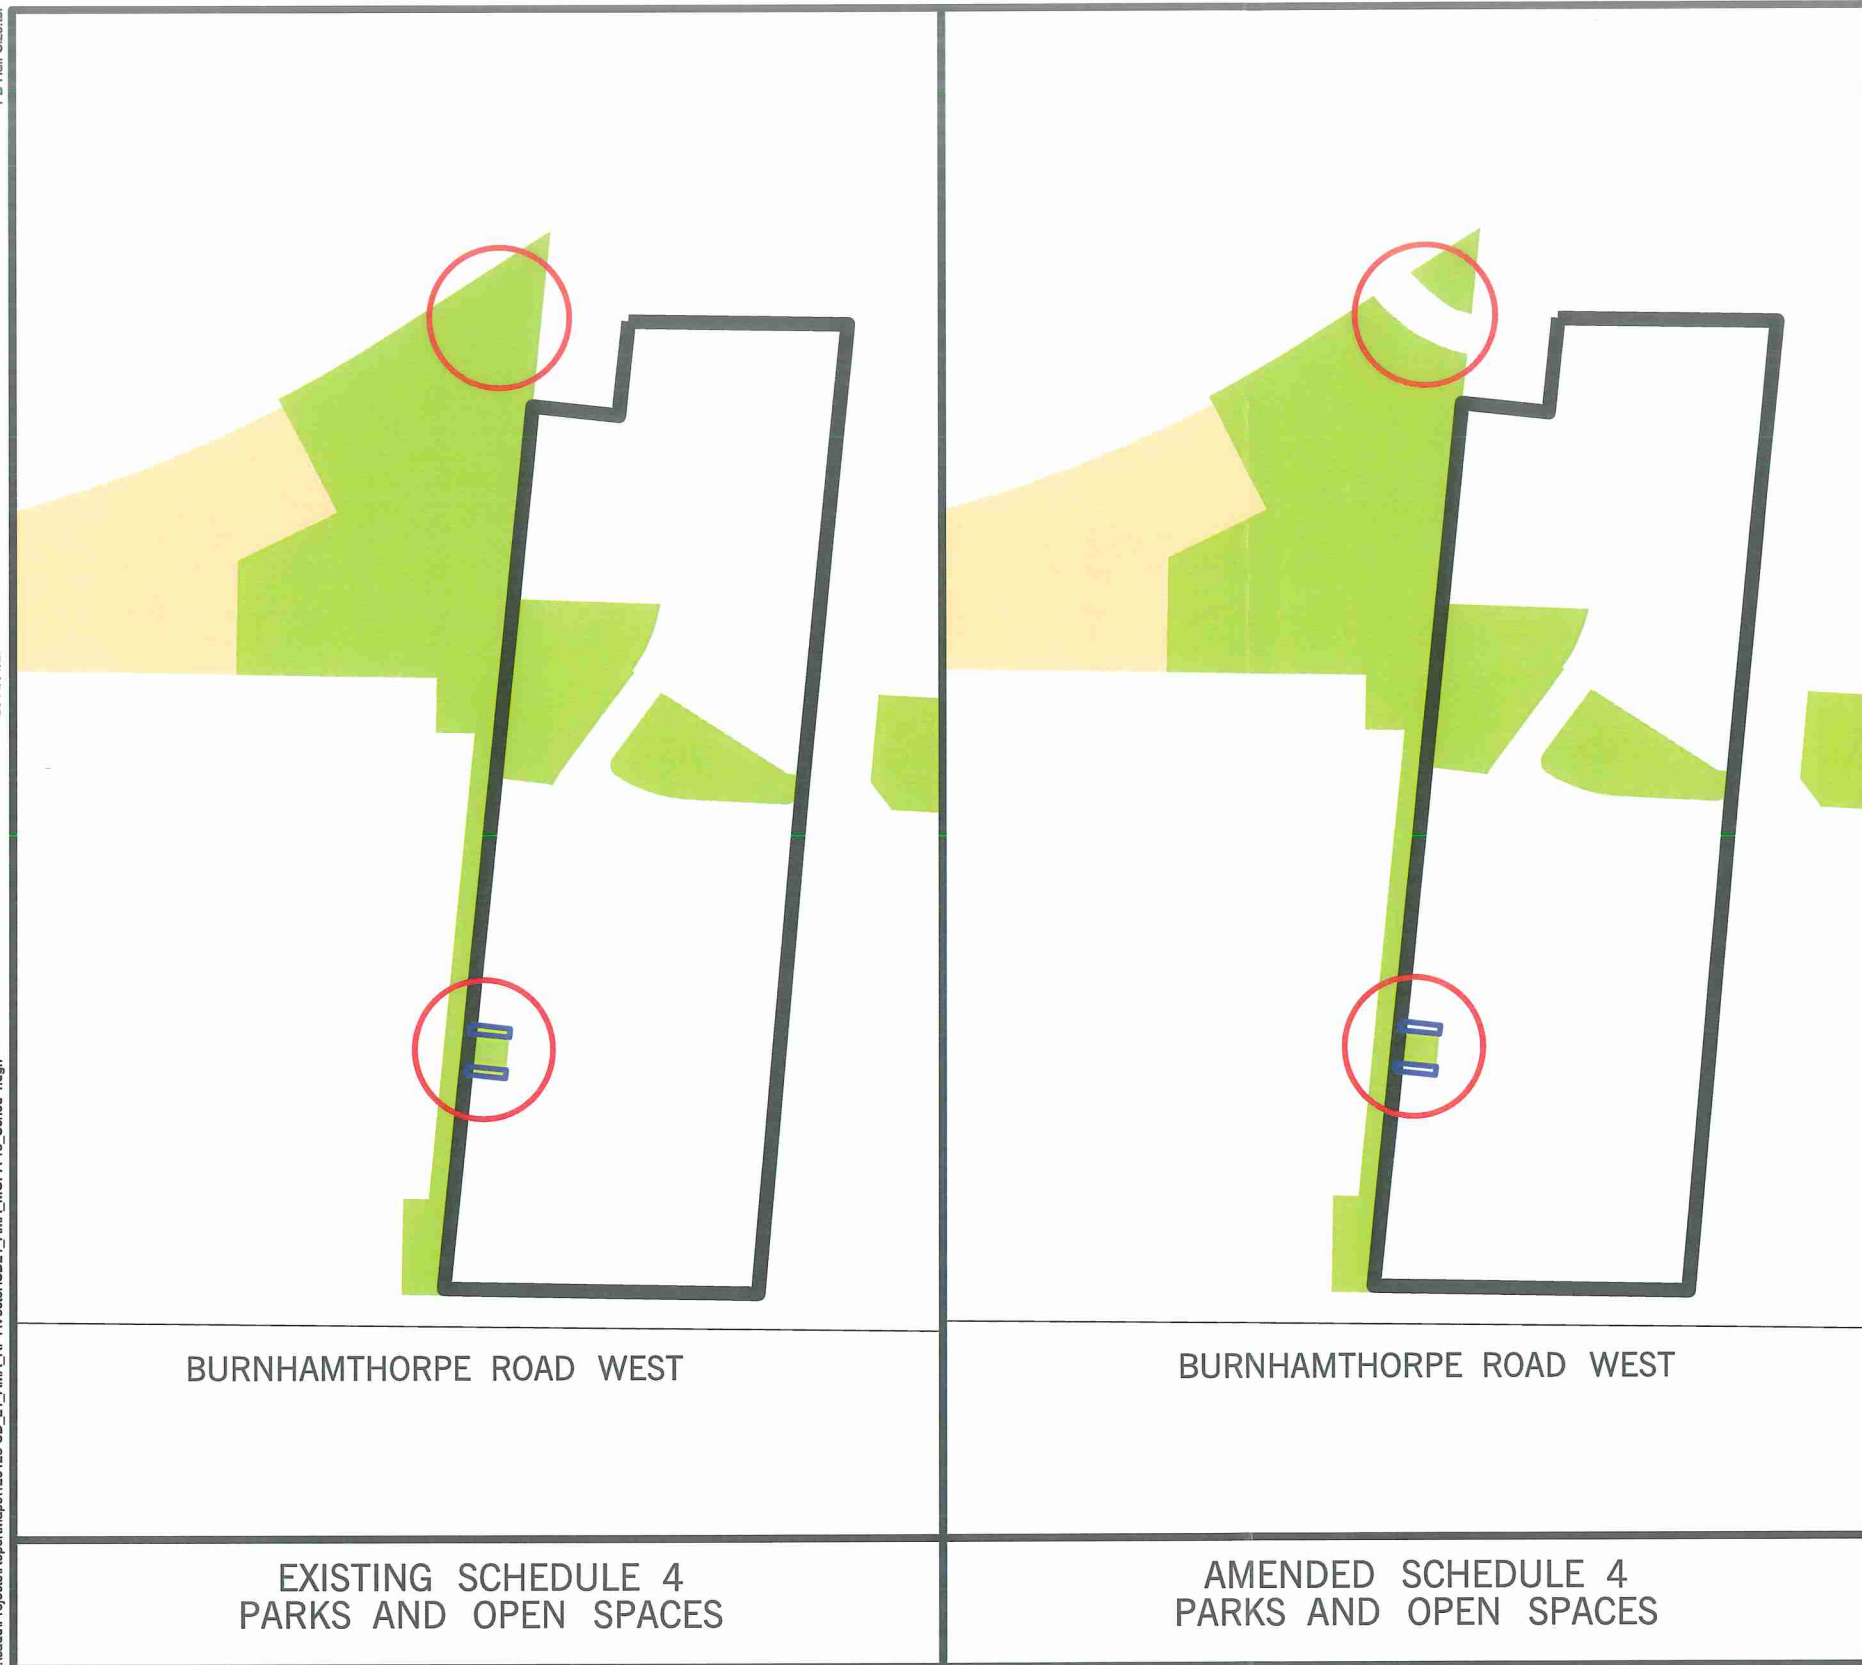 BURNHAMTHORPE ROAD WEST
EXISTING SCHEDULE 4
PARKS AND OPEN SPACES
BURNHAMTHORPE ROAD WEST
AMENDED SCHEDULE 4
PARKS AND OPEN SPACES